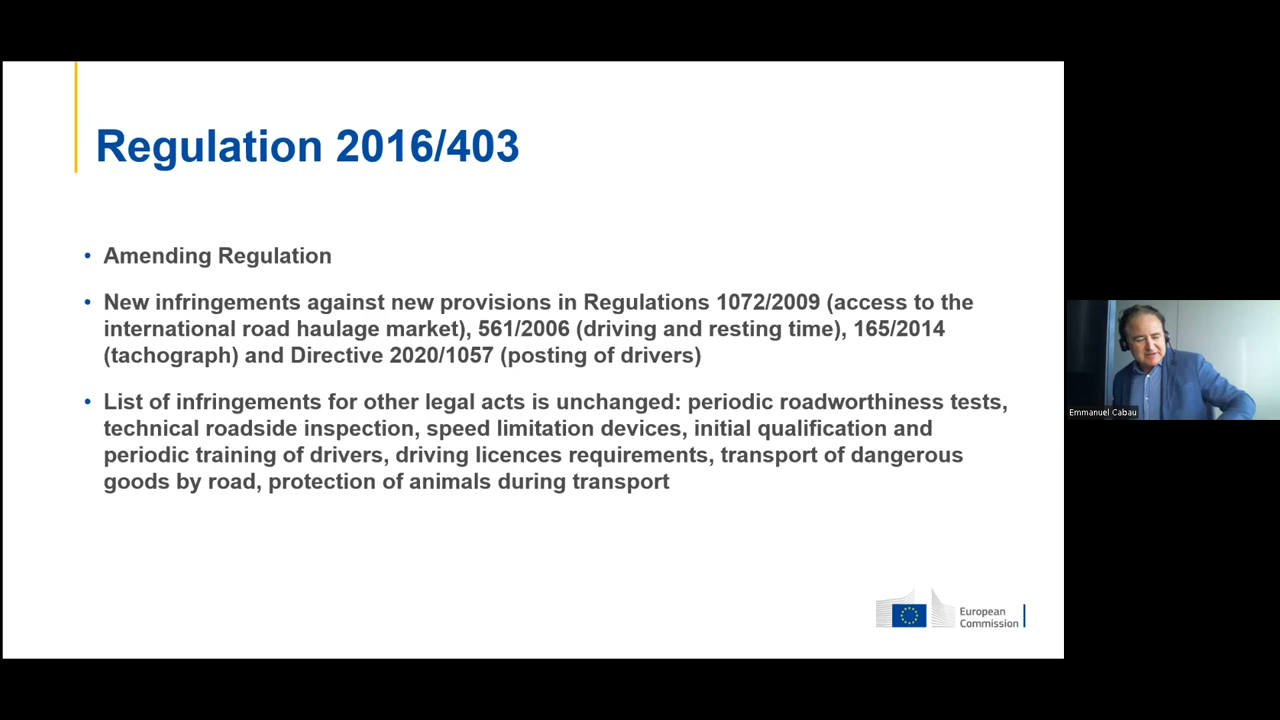 Regulation 2016/403
• Amending Regulation
• New infringements against new provisions in Regulations 1072/2009 (access to the
international road haulage market), 561/2006 (driving and resting time), 165/2014
(tachograph) and Directive 2020/1057 (posting of drivers)
• List of infringements for other legal acts is unchanged: periodic roadworthiness tests,
technical roadside inspection, speed limitation devices, initial qualification and
periodic training of drivers, driving licences requirements, transport of dangerous
goods by road, protection of animals during transport
European
Commission
Emmanuel Cabau